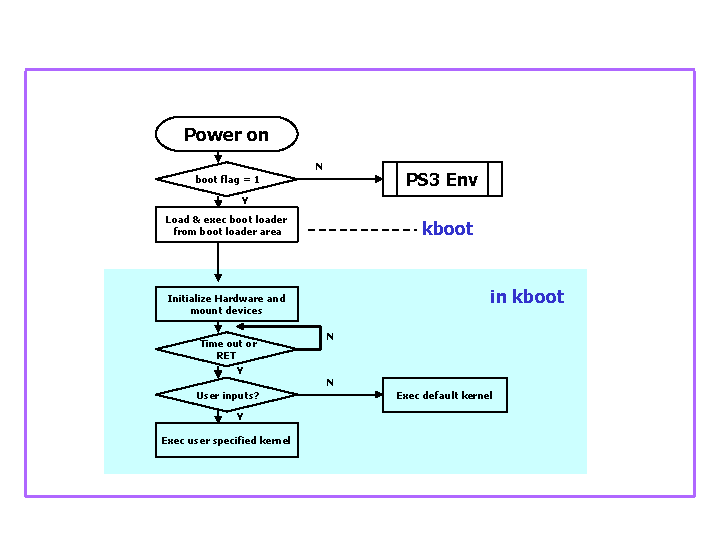 Power on
boot flag = 1
N
PS3 Env
Y
Load & exec boot loader
from boot loader area
kboot
in kboot
Initialize Hardware and
mount devices
Time out or
RET
N
Y
User inputs?
N
Exec default kernel
Y
Exec user specified kernel